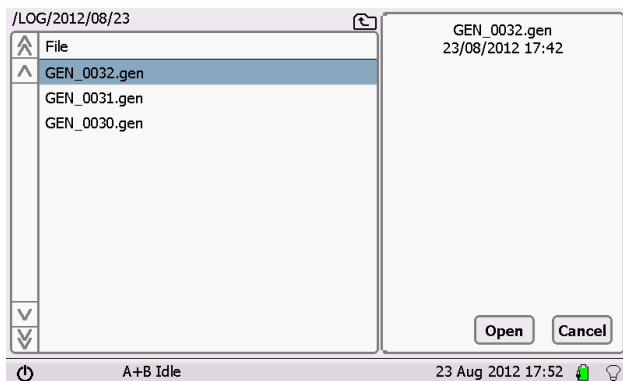 /LOG/2012/08/23
File
GEN_0032.gen
GEN_0031.gen
GEN_0030.gen
GEN_0032.gen
23/08/2012 17:42
Open Cancel
A+B Idle 23 Aug 2012 17:52